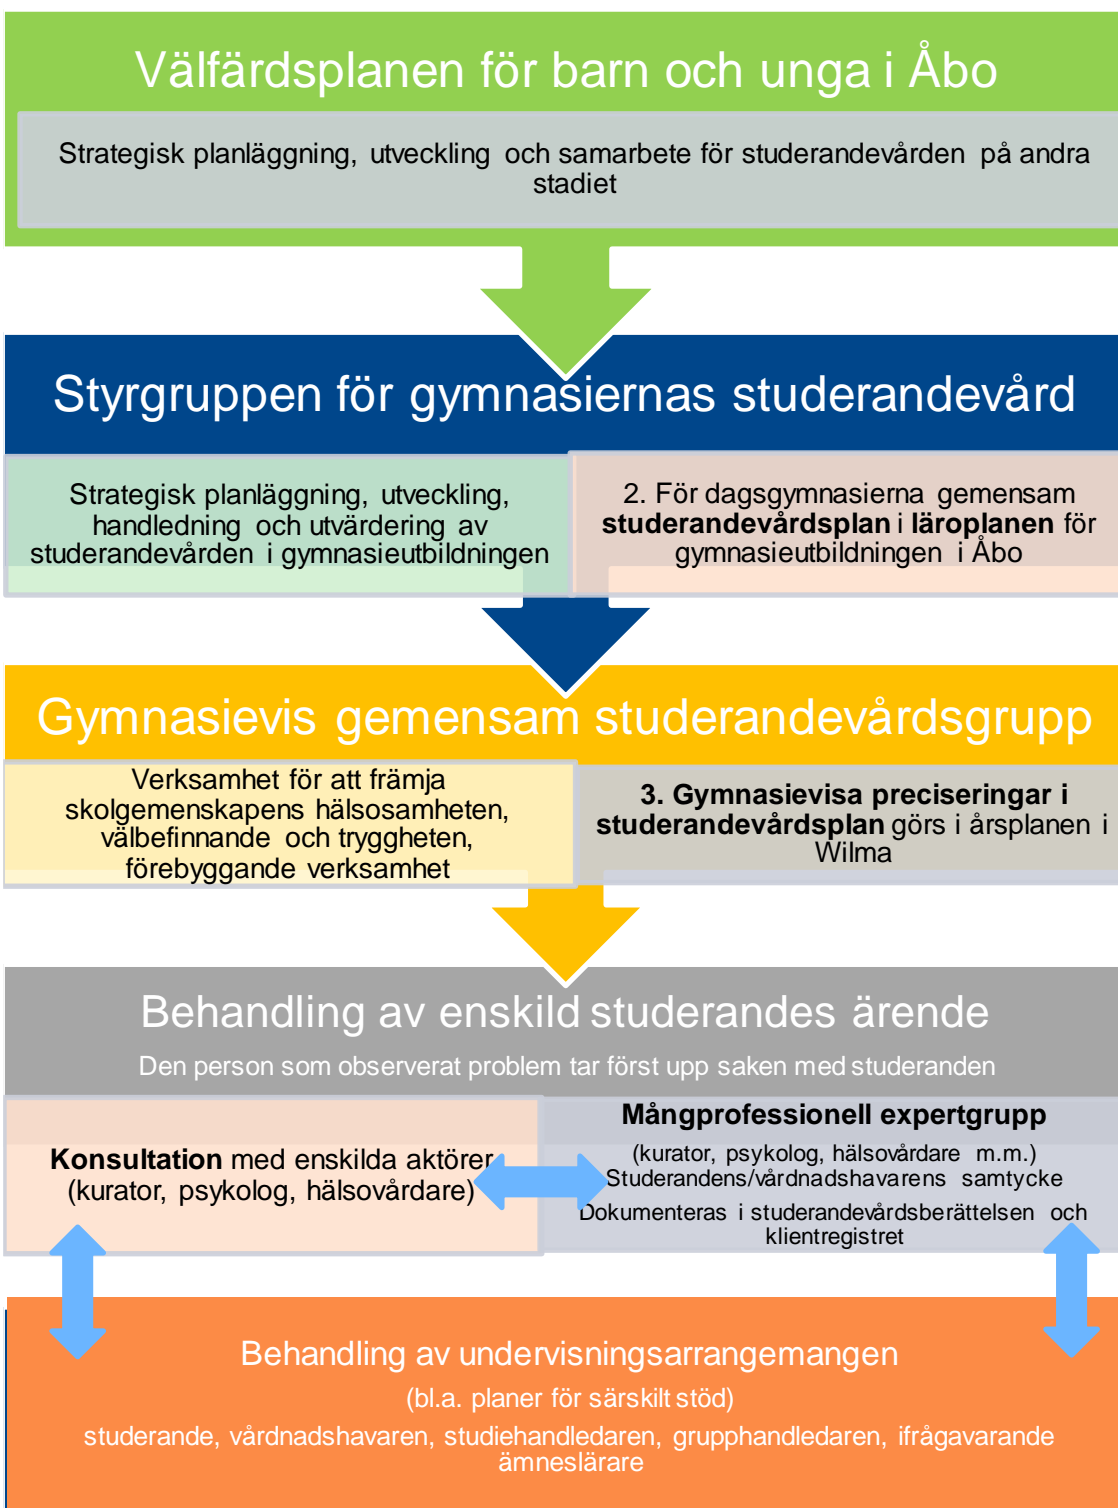 Välfärdsplanen för barn och unga i Åbo
Strategisk planläggning, utveckling och samarbete för studerandevården på andra
stadiet
Styrgruppen för gymnasiernas studerandevård
Strategisk planläggning, utveckling,
handledning och utvärdering av
studerandevården i gymnasieutbildningen
2. För dagsgymnasierna gemensam
studerandevårdsplan i läroplanen för
gymnasieutbildningen i Åbo
Gymnasievis gemensam studerandevårdsgrupp
Verksamhet för att främja
skolgemenskapens hälsosamheten,
välbefinnande och tryggheten,
förebyggande verksamhet
3. Gymnasievisa preciseringar i
studerandevårdsplan görs i årsplanen i
Wilma
Behandling av enskild studerandes ärende
Den person som observerat problem tar först upp saken med studeranden
Konsultation med enskilda aktörer
(kurator, psykolog, hälsovårdare)
Mångprofessionell expertgrupp
(kurator, psykolog, hälsovårdare m.m.)
Studerandens/vårdnadshavarens samtycke
Dokumenteras i studerandevårdsberättelsen och
klientregistret
Behandling av undervisningsarrangemangen
(bl.a. planer för särskilt stöd)
studerande, vårdnadshavaren, studiehandledaren, grupphandledaren, ifrågavarande
ämneslärare